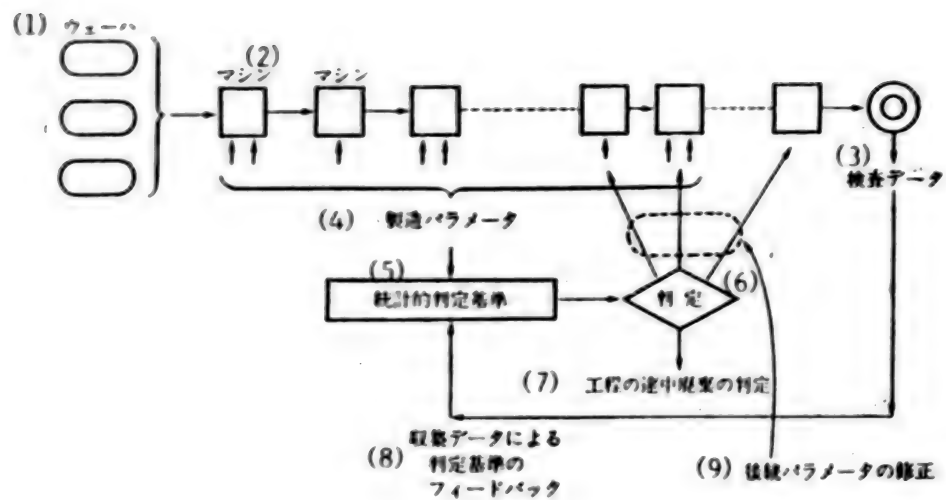 (1) ウェーハ
(2)
マシン マシン
(3)
検査データ
(4) 製造パラメータ
(5)
統計的判定基準
判定 (6)
(7) 工程の途中廃棄の判定
(8) 収集データによる
判定基準の
フィードバック
(9) 後続パラメータの修正